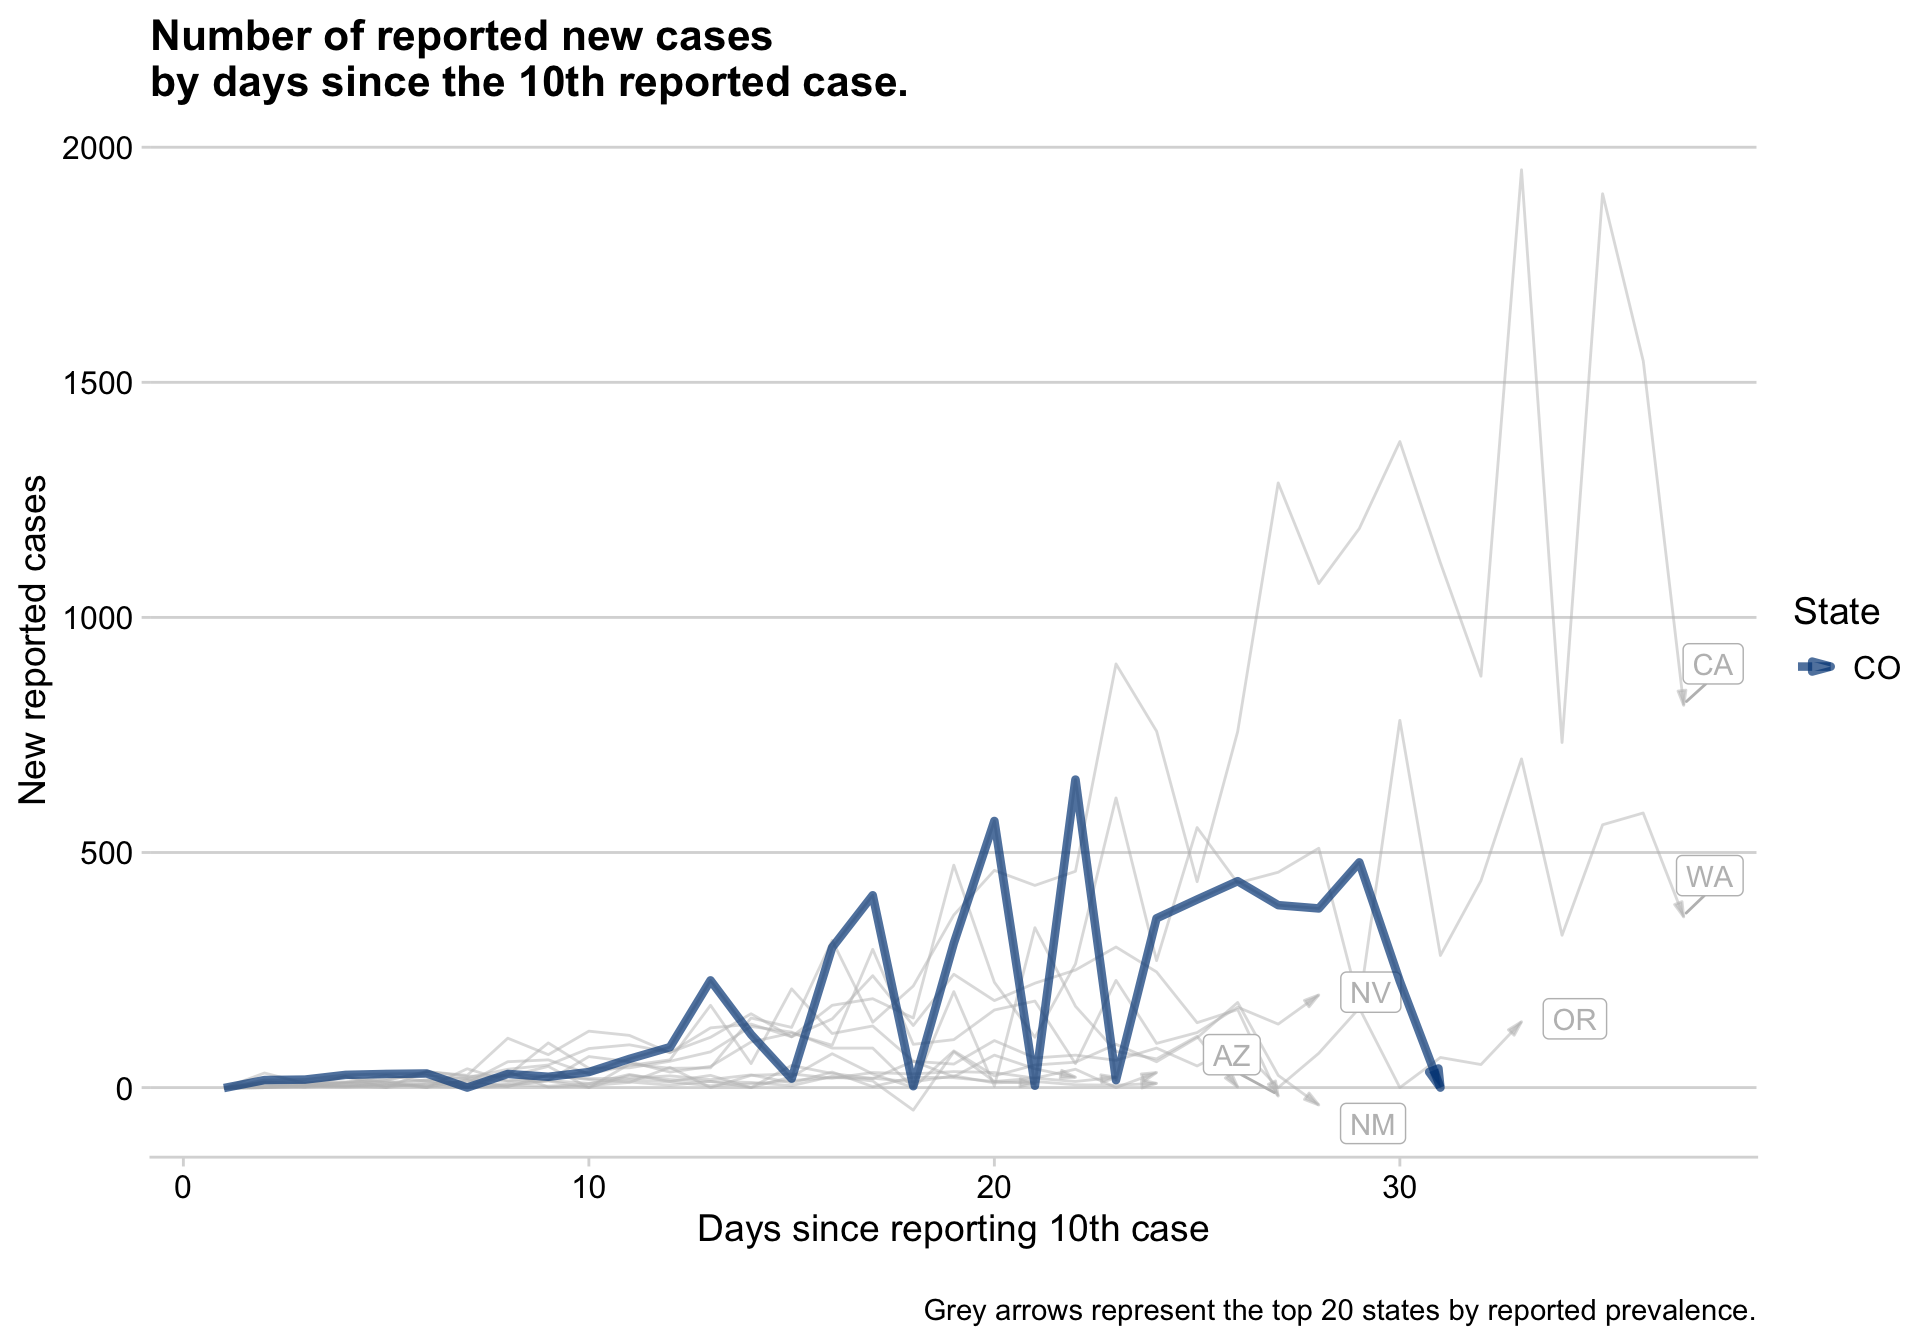 Number of reported new cases
by days since the 10th reported case.
2000
1500
1000
500
0
New reported cases
CA
WA
NV
OR
AZ
NM
State
CO
0
10
20
30
Days since reporting 10th case
Grey arrows represent the top 20 states by reported prevalence.